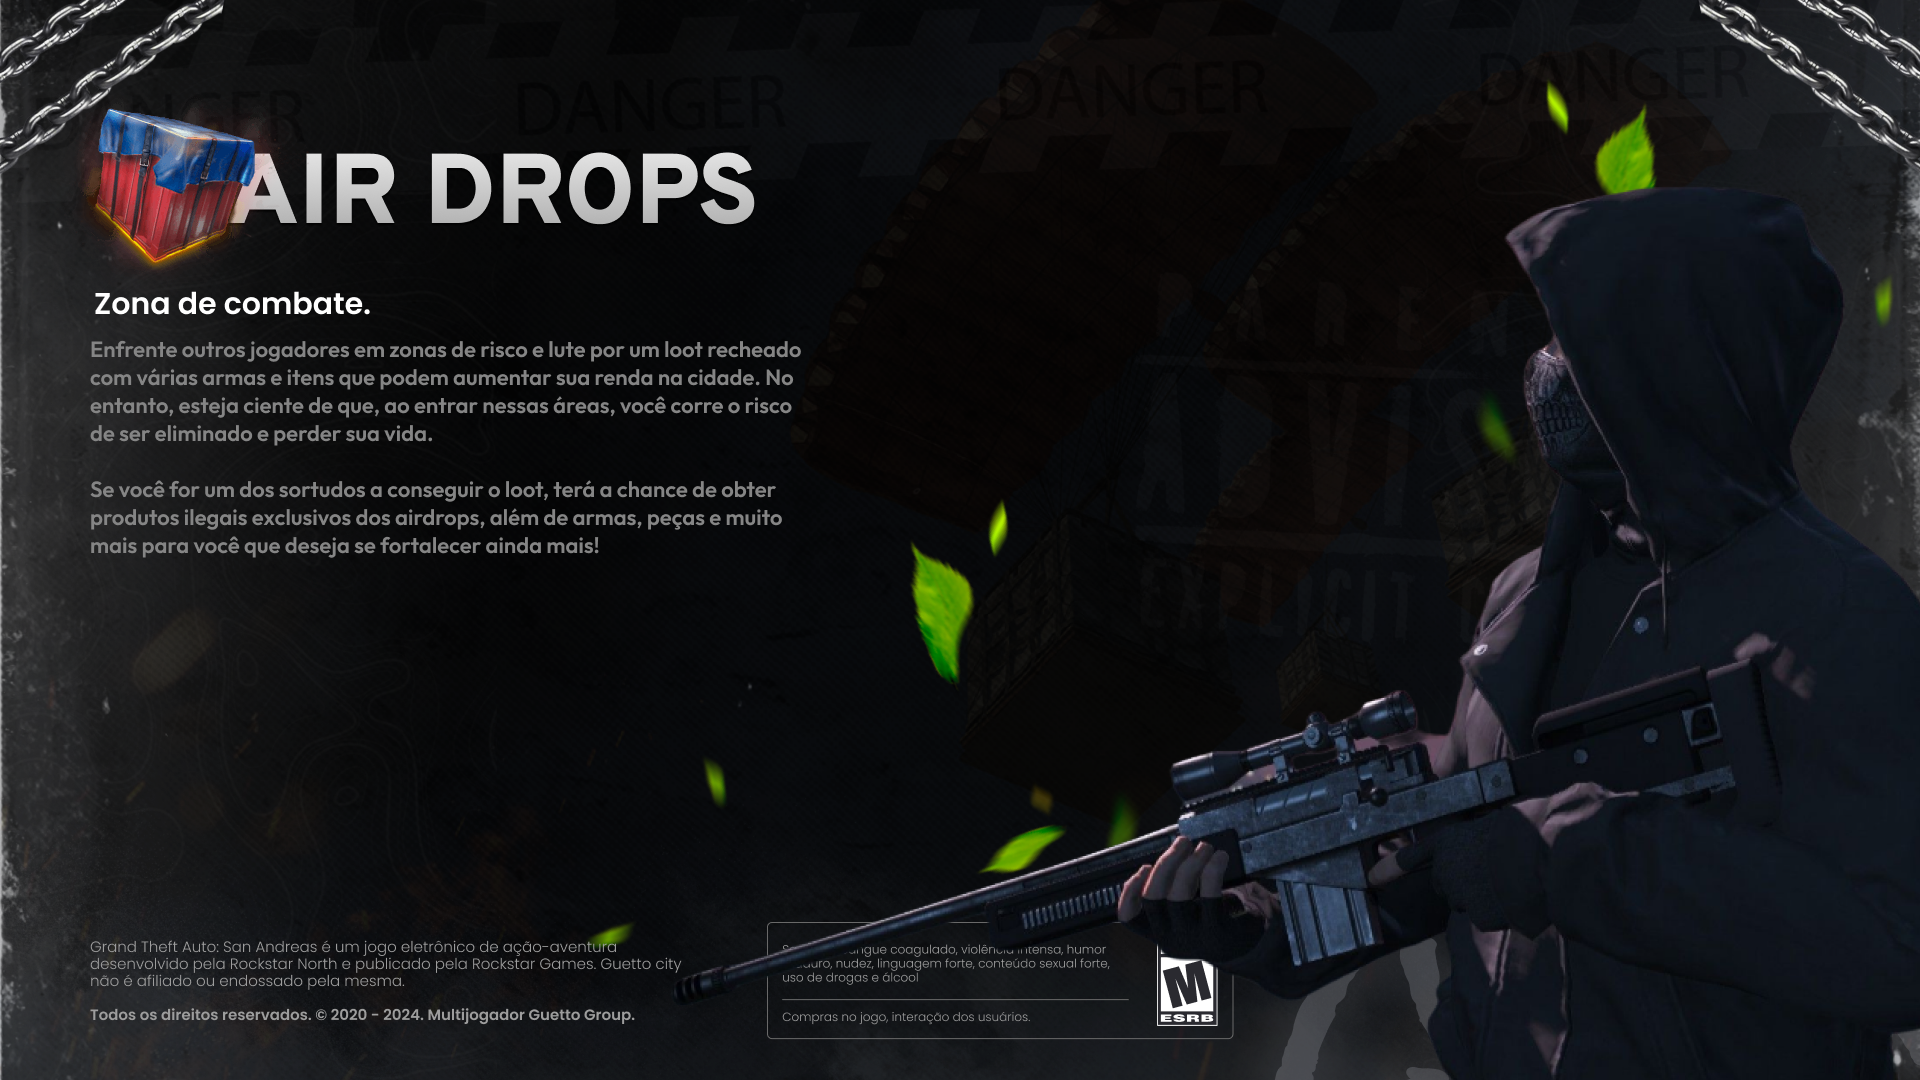 DANGER
DANGER
DANGER
AIR DROPS
Zona de combate.
Enfrente outros jogadores em zonas de risco e lute por um loot recheado
com várias armas e itens que podem aumentar sua renda na cidade. No
entanto, esteja ciente de que, ao entrar nessas áreas, você corre o risco
de ser eliminado e perder sua vida.
Se você for um dos sortudos a conseguir o loot, terá a chance de obter
produtos ilegais exclusivos dos airdrops, além de armas, peças e muito
mais para você que deseja se fortalecer ainda mais!
EXPLICIT
Grand Theft Auto: San Andreas é um jogo eletrônico de ação-aventura
desenvolvido pela Rockstar North e publicado pela Rockstar Games. Guetto city
não é afiliado ou endossado pela mesma.
Todos os direitos reservados. © 2020 - 2024. Multijogador Guetto Group.
coagulado, violência intensa, humor
nudez, linguagem forte, conteúdo sexual forte,
uso de drogas e álcool
Compras no jogo, interação dos usuários.
M
ESRB